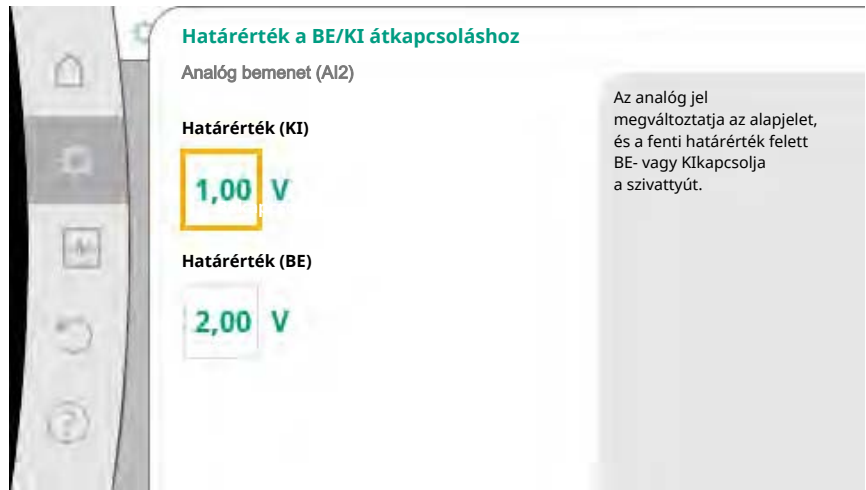 Határérték a BE/KI átkapcsoláshoz
Analóg bemenet (AI2)
Határérték (KI)
1,00 V
Határérték (BE)
2,00 V
Az analóg jel
megváltoztatja az alapjelet,
és a fenti határérték felett
BE- vagy KIkapcsolja
a szivattyút.